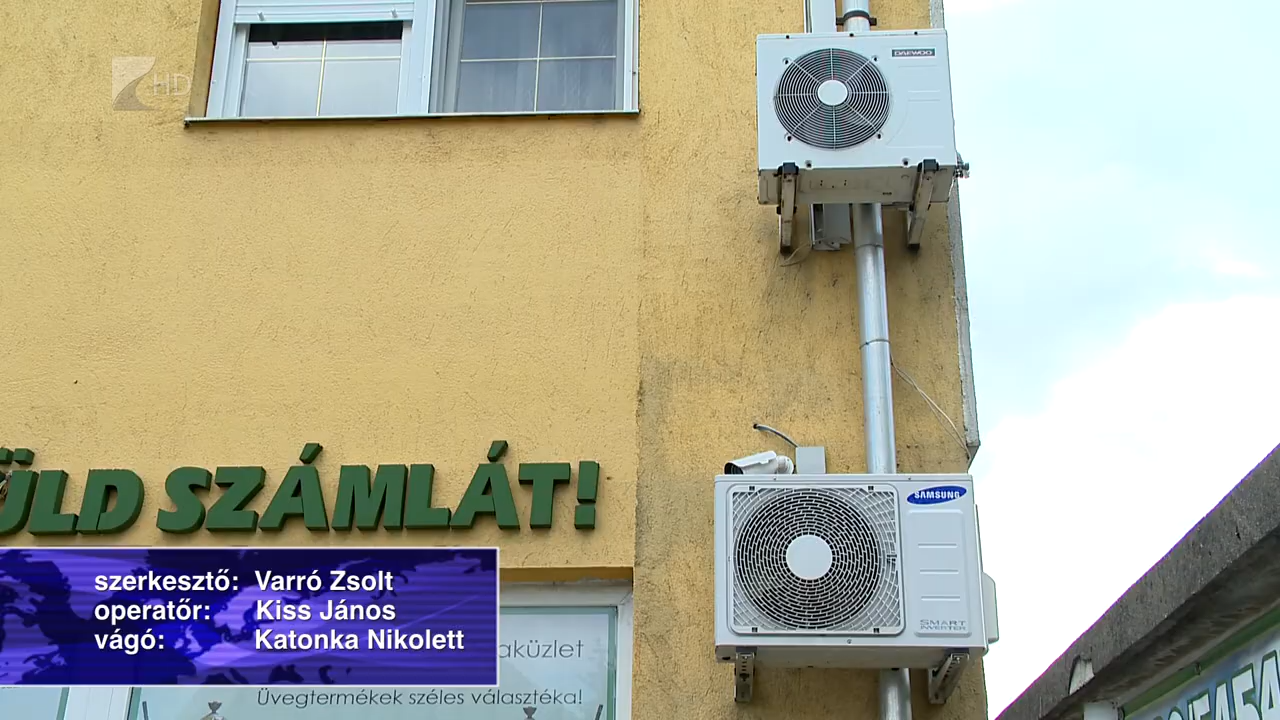 HD
DAEWOO
ÜLD SZÁMLÁT!
SAMSUNG
SMART
INVERTER
szerkesztő: Varró Zsolt
operatőr: Kiss János
vágó: Katonka Nikolett
aküzlet
Üvegtermékek széles választéka!
5454